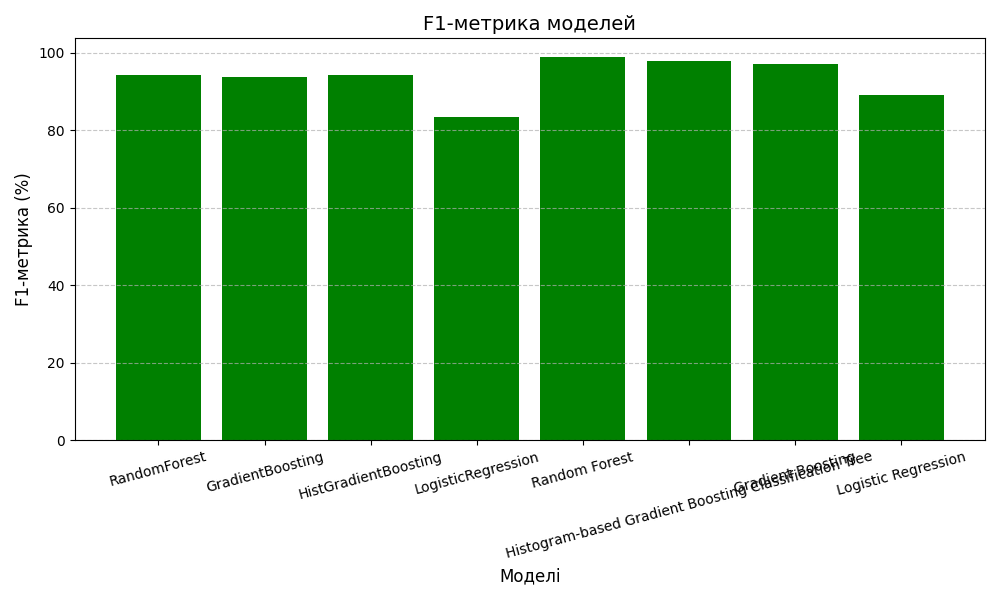 F1-метрика моделей
F1-метрика (%)
100
80
60
40
20
0
RandomForest
GradientBoosting
HistGradientBoosting
LogisticRegression
Random Forest
Histogram-based Gradient Boosting Classification Tree
Gradient Boosting
Logistic Regression
Моделі